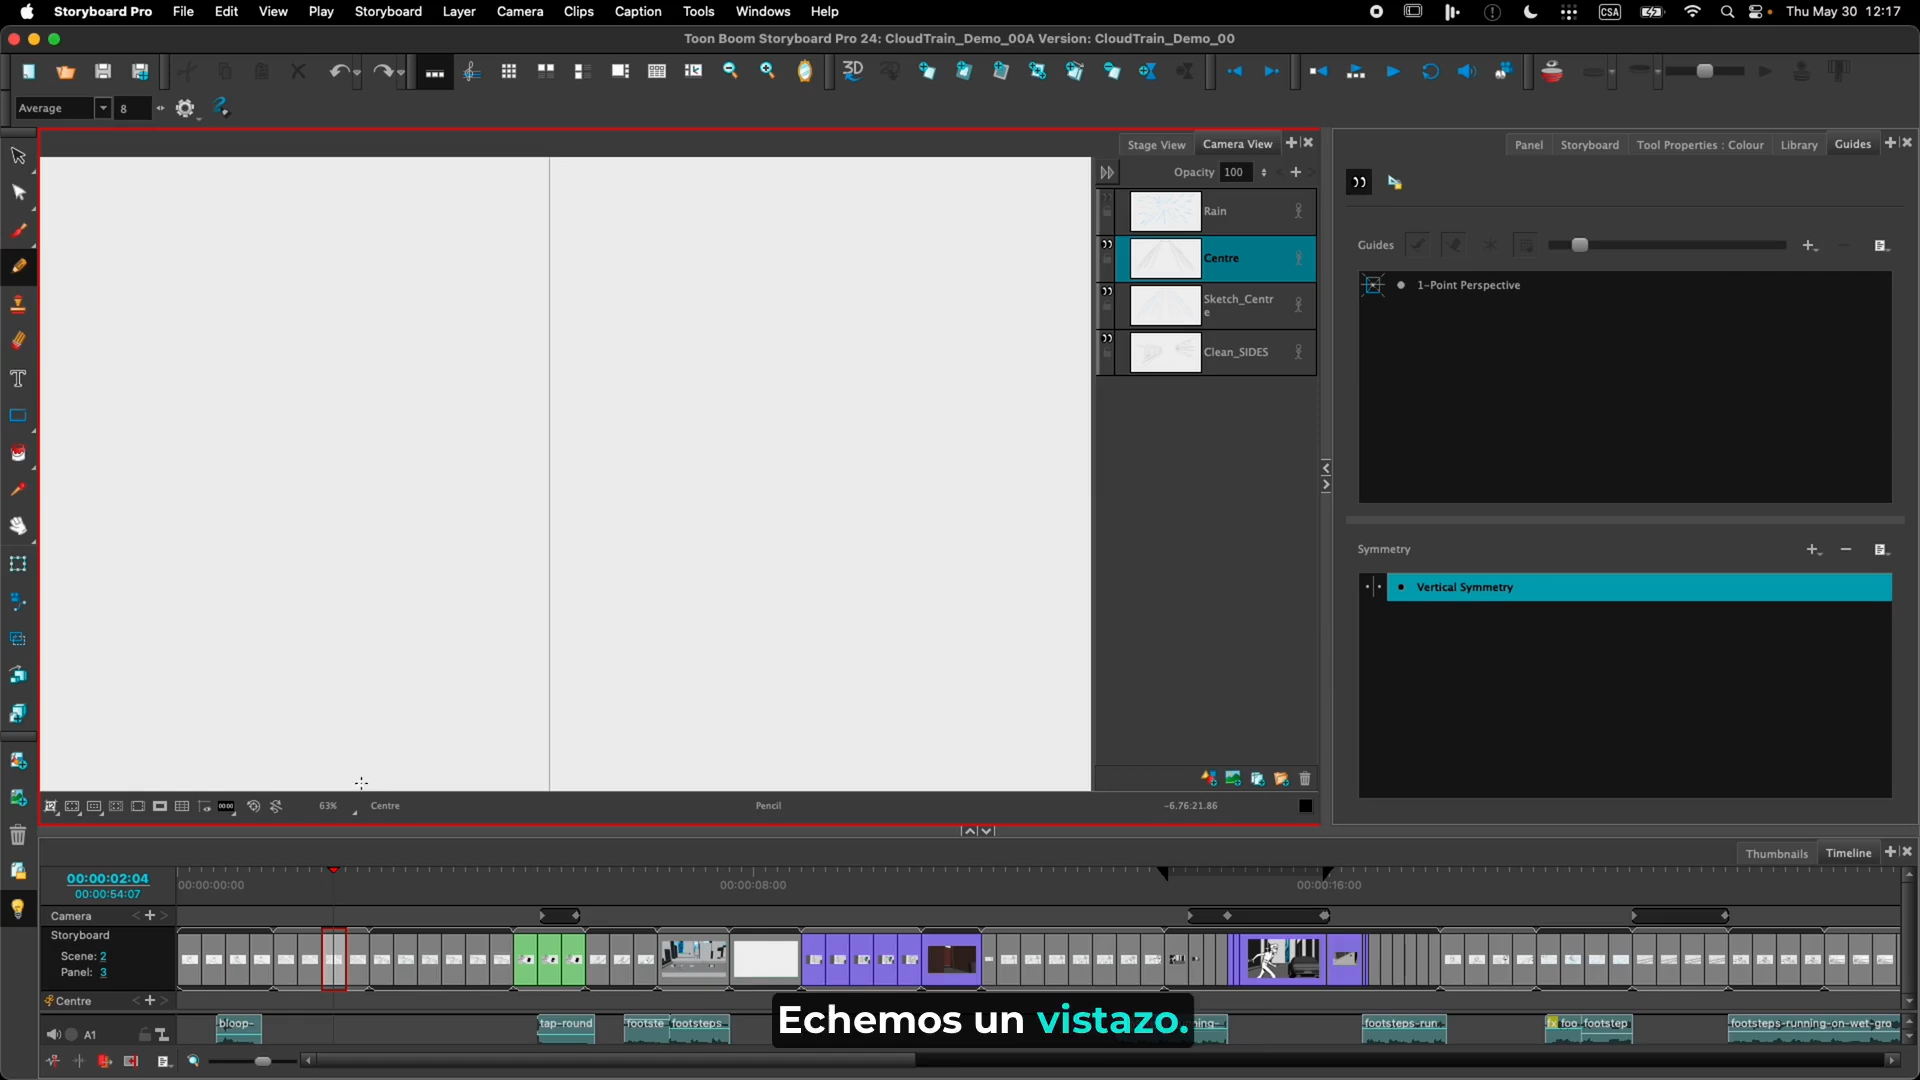 Storyboard Pro File Edit View Play Storyboard Layer Camera Clips Caption Tools Windows Help
CSA
Thu May 30 12:17
Toon Boom Storyboard Pro 24: CloudTrain_Demo_00A Version: CloudTrain_Demo_00
3D
Average 8
Stage View Camera View
Panel Storyboard Tool Properties : Colour Library Guides
Opacity 100
Rain
Centre
Sketch_Centr
e
Clean_SIDES
Guides
1-Point Perspective
Symmetry
Vertical Symmetry
63% Centre Pencil -6.76:21.86
Thumbnails Timeline
00:00:02:04
00:00:54:07
00:00:00:00 00:00:08:00 00:00:16:00
Camera
Storyboard
Scene: 2
Panel: 3
Centre
A1
bloop- tap-round footste footsteps- footsteps-run fx foo footstep footsteps-running-on-wet-gro
Echemos un vistazo.